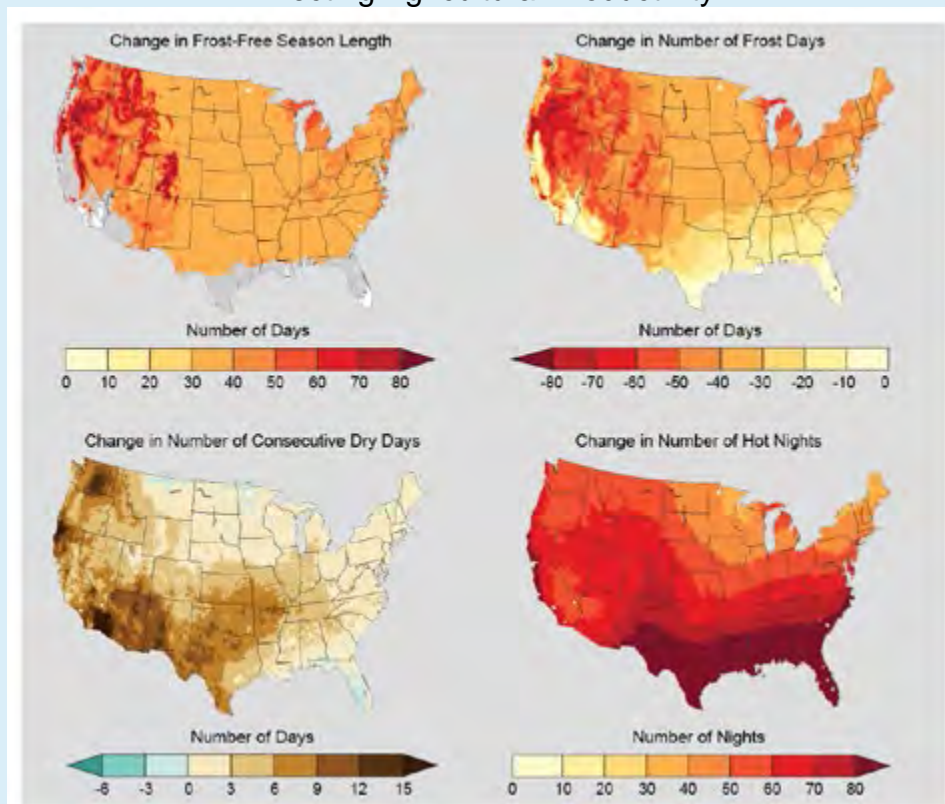 Change in Frost-Free Season Length
Number of Days
0 10 20 30 40 50 60 70 80
Change in Number of Frost Days
Number of Days
-80 -70 -60 -50 -40 -30 -20 -10 0
Change in Number of Consecutive Dry Days
Number of Days
-6 -3 0 3 6 9 12 15
Change in Number of Hot Nights
Number of Nights
0 10 20 30 40 50 60 70 80